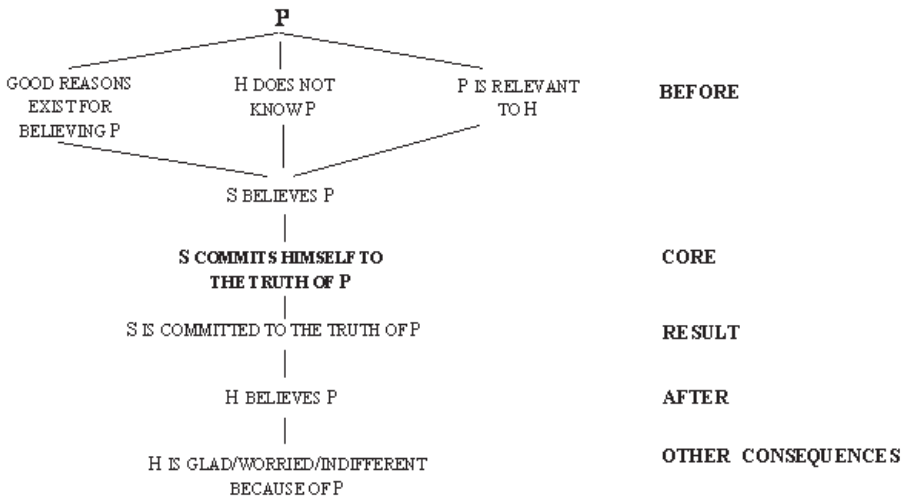 P
GOOD REASONS
EXIST FOR
BELIEVING P
H DOES NOT
KNOW P
P IS RELEVANT
TO H
BEFORE
S BELIEVES P
S COMMITS HIMSELF TO
THE TRUTH OF P
CORE
S IS COMMITTED TO THE TRUTH OF P
RESULT
H BELIEVES P
AFTER
H IS GLAD/WORRIED/INDIFFERENT
BECAUSE OF P
OTHER CONSEQUENCES